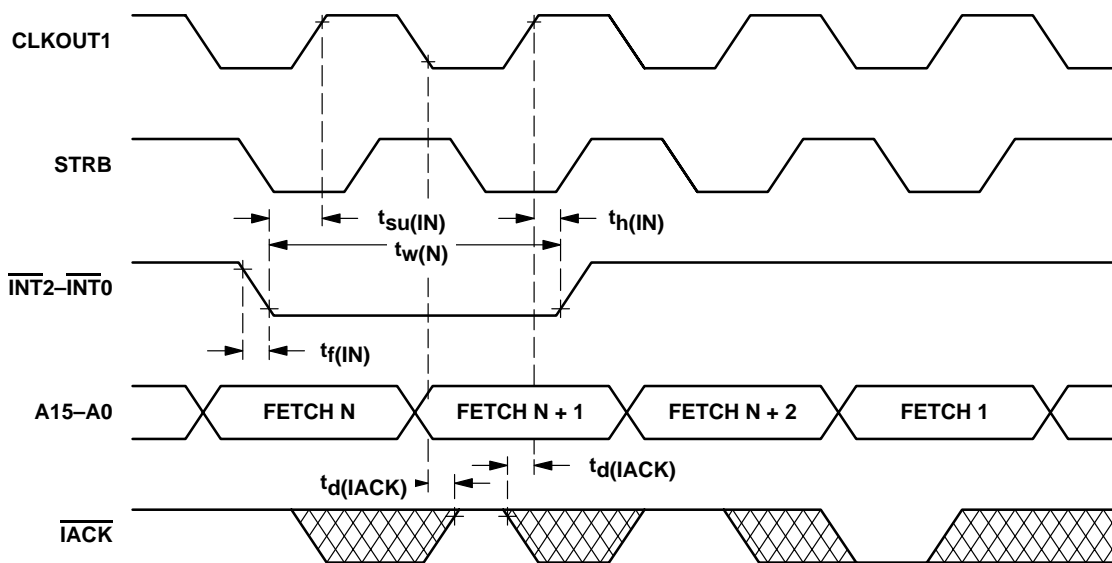 CLKOUT1
STRB
tsu(IN)
th(IN)
tw(N)
INT2–INT0
tf(IN)
A15–A0 FETCH N FETCH N + 1 FETCH N + 2 FETCH 1
td(IACK) td(IACK)
IACK